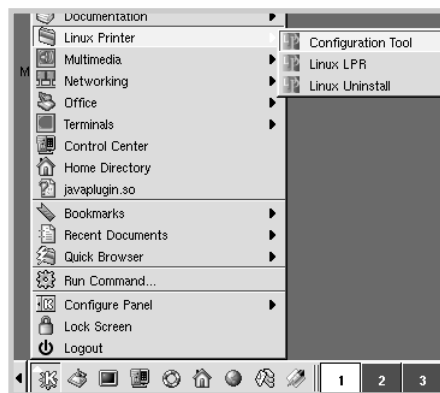 Documentation
Linux Printer
Configuration Tool
M
Multimedia
Linux LPR
Networking
Linux Uninstall
Office
Terminals
Control Center
Home Directory
javaplugin.so
Bookmarks
Recent Documents
Quick Browser
Run Command...
Configure Panel
Lock Screen
Logout
1 2 3